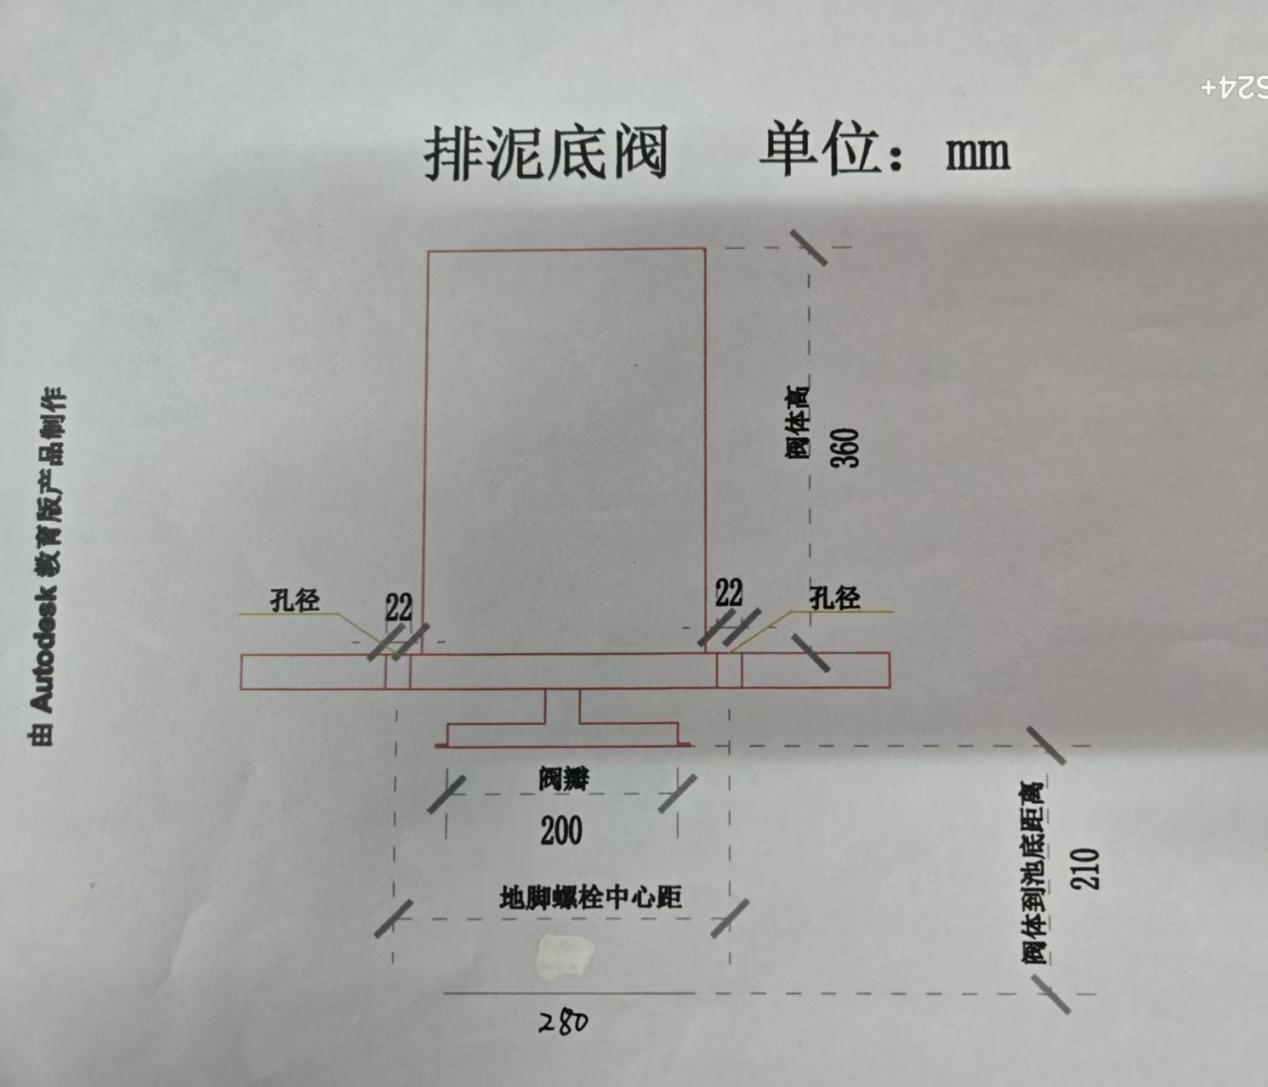 S24+
排泥底阀 单位：mm
由 Autodesk 教育版产品制作
阀体高
360
孔径
22
22
孔径
阀瓣
200
地脚螺栓中心距
280
阀体到池底距离
210